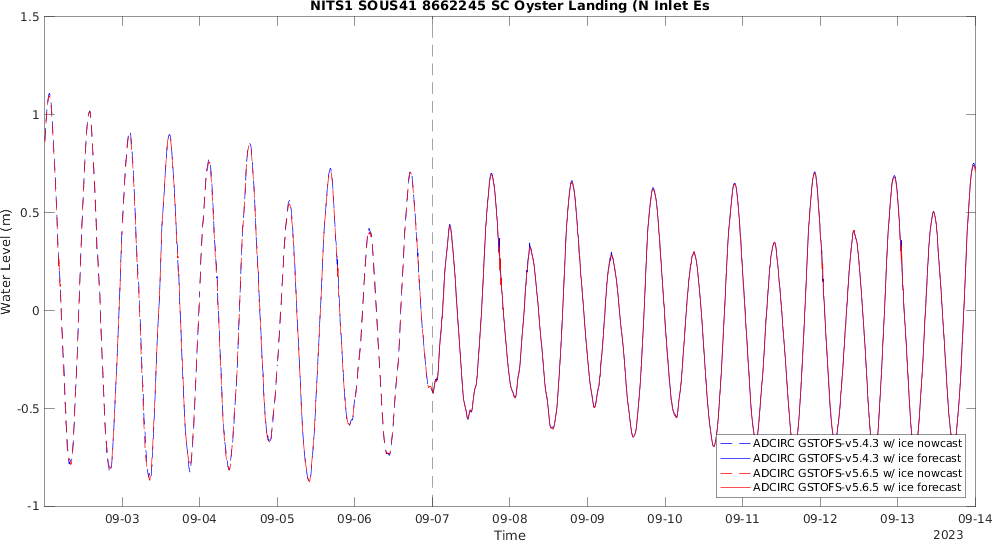 NITS1 SOUS41 8662245 SC Oyster Landing (N Inlet Es
1.5
1
0.5
0
-0.5
-1
Water Level (m)
ADCIRC GSTOFS-v5.4.3 w/ ice nowcast
ADCIRC GSTOFS-v5.4.3 w/ ice forecast
ADCIRC GSTOFS-v5.6.5 w/ ice nowcast
ADCIRC GSTOFS-v5.6.5 w/ ice forecast
09-03 09-04 09-05 09-06 09-07 09-08 09-09 09-10 09-11 09-12 09-13 09-14
Time
2023